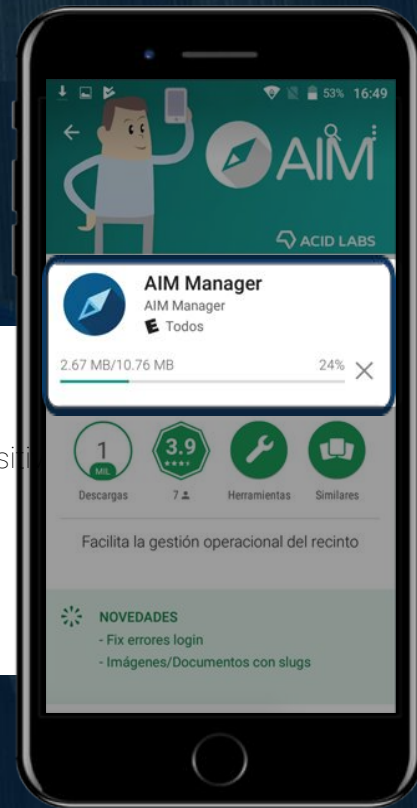 53% 16:49
AIM
ACID LABS
AIM Manager
AIM Manager
E Todos
2.67 MB/10.76 MB 24%
1 3.9
MIL
Descargas 7 Herramientas Similares
Facilita la gestión operacional del recinto
NOVEDADES
- Fix errores login
- Imágenes/Documentos con slugs